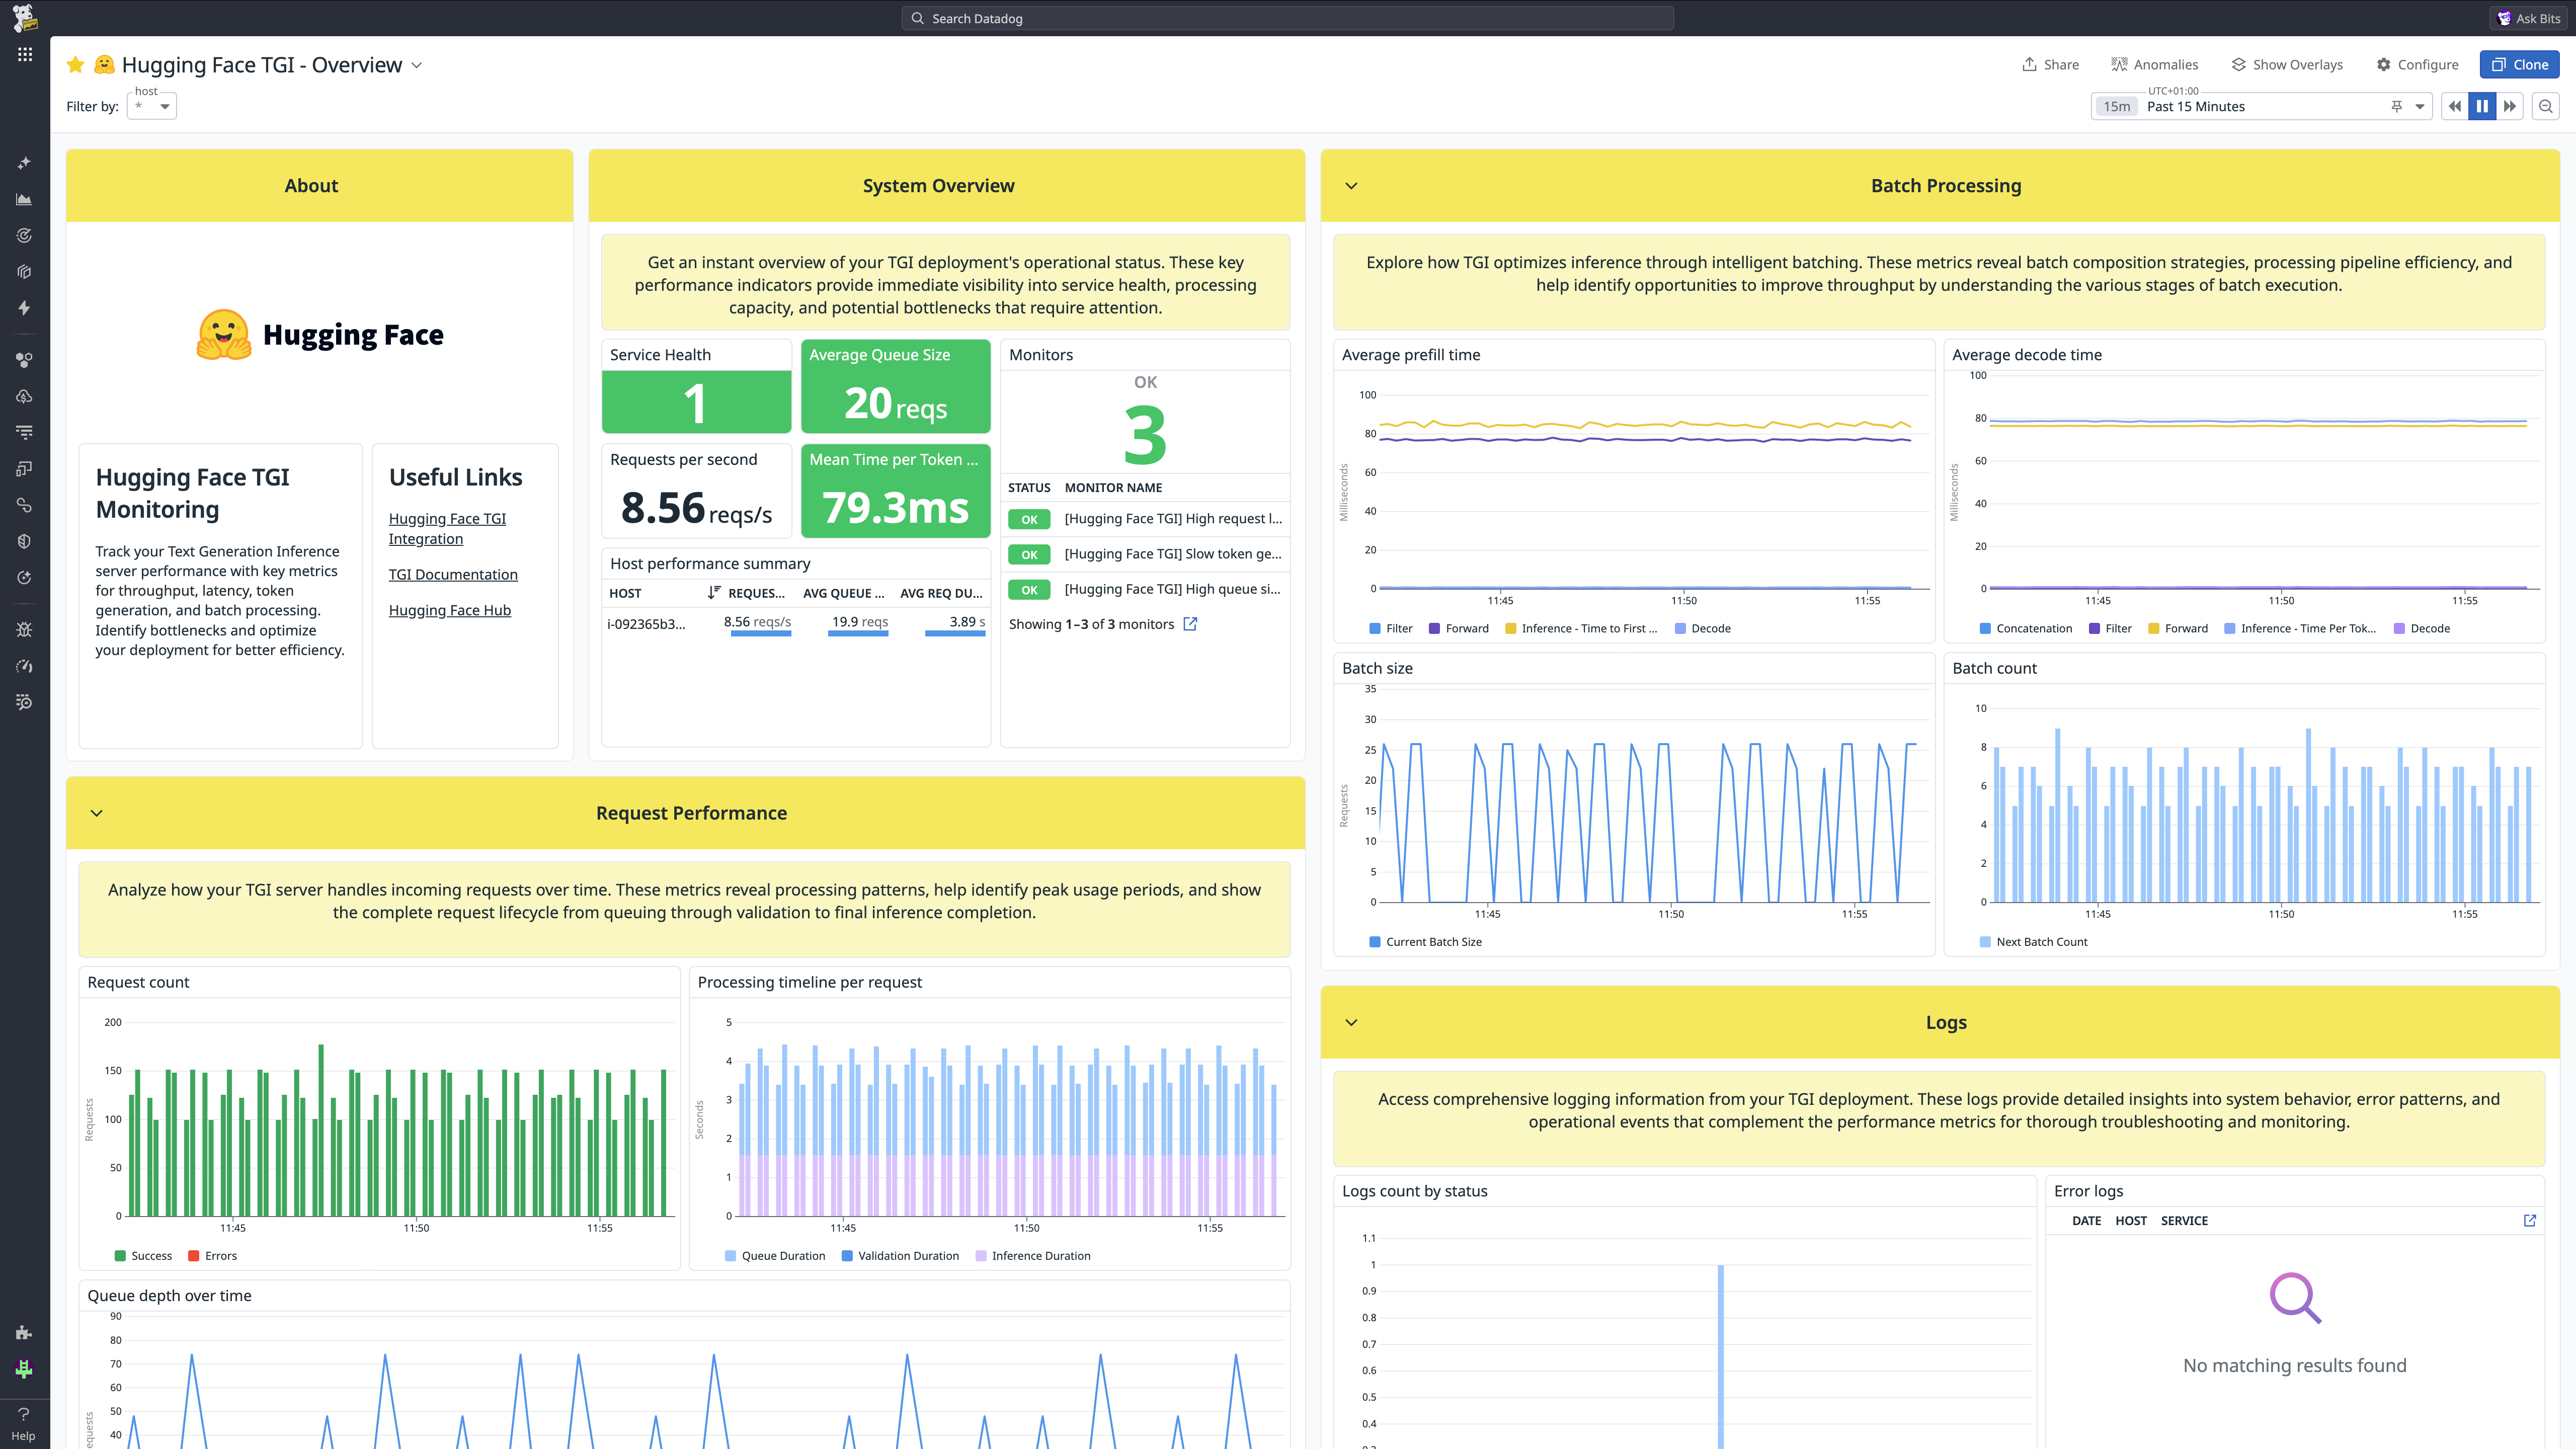 Search Datadog
Ask Bits
Hugging Face TGI - Overview
Share
Anomalies
Show Overlays
Configure
Clone
Filter by:
host
*
UTC+01:00
15m
Past 15 Minutes
About
Hugging Face
Hugging Face TGI
Monitoring
Track your Text Generation Inference
server performance with key metrics
for throughput, latency, token
generation, and batch processing.
Identify bottlenecks and optimize
your deployment for better efficiency.
Useful Links
Hugging Face TGI
Integration
TGI Documentation
Hugging Face Hub
System Overview
Get an instant overview of your TGI deployment's operational status. These key
performance indicators provide immediate visibility into service health, processing
capacity, and potential bottlenecks that require attention.
Service Health
1
Average Queue Size
20 reqs
Requests per second
8.56 reqs/s
Mean Time per Token ...
79.3ms
Monitors
OK
3
STATUS MONITOR NAME
OK [Hugging Face TGI] High request l...
OK [Hugging Face TGI] Slow token ge...
OK [Hugging Face TGI] High queue si...
Showing 1–3 of 3 monitors
Host performance summary
HOST REQUES... AVG QUEUE ... AVG REQ DU...
i-092365b3... 8.56 reqs/s 19.9 reqs 3.89 s
Batch Processing
Explore how TGI optimizes inference through intelligent batching. These metrics reveal batch composition strategies, processing pipeline efficiency, and
help identify opportunities to improve throughput by understanding the various stages of batch execution.
Average prefill time
Milliseconds
100
80
60
40
20
0
11:45 11:50 11:55
Filter Forward Inference - Time to First ... Decode
Average decode time
Milliseconds
100
80
60
40
20
0
11:45 11:50 11:55
Concatenation Filter Forward Inference - Time Per Tok... Decode
Batch size
Requests
35
30
25
20
15
10
5
0
11:45 11:50 11:55
Current Batch Size
Batch count
10
8
6
4
2
0
11:45 11:50 11:55
Next Batch Count
Request Performance
Analyze how your TGI server handles incoming requests over time. These metrics reveal processing patterns, help identify peak usage periods, and show
the complete request lifecycle from queuing through validation to final inference completion.
Request count
Requests
200
150
100
50
0
11:45 11:50 11:55
Success Errors
Processing timeline per request
Seconds
5
4
3
2
1
0
11:45 11:50 11:55
Queue Duration Validation Duration Inference Duration
Queue depth over time
90
80
70
60
50
40
Logs
Access comprehensive logging information from your TGI deployment. These logs provide detailed insights into system behavior, error patterns, and
operational events that complement the performance metrics for thorough troubleshooting and monitoring.
Logs count by status
1.1
1
0.9
0.8
0.7
0.6
0.5
0.4
Error logs
DATE HOST SERVICE
No matching results found
Help